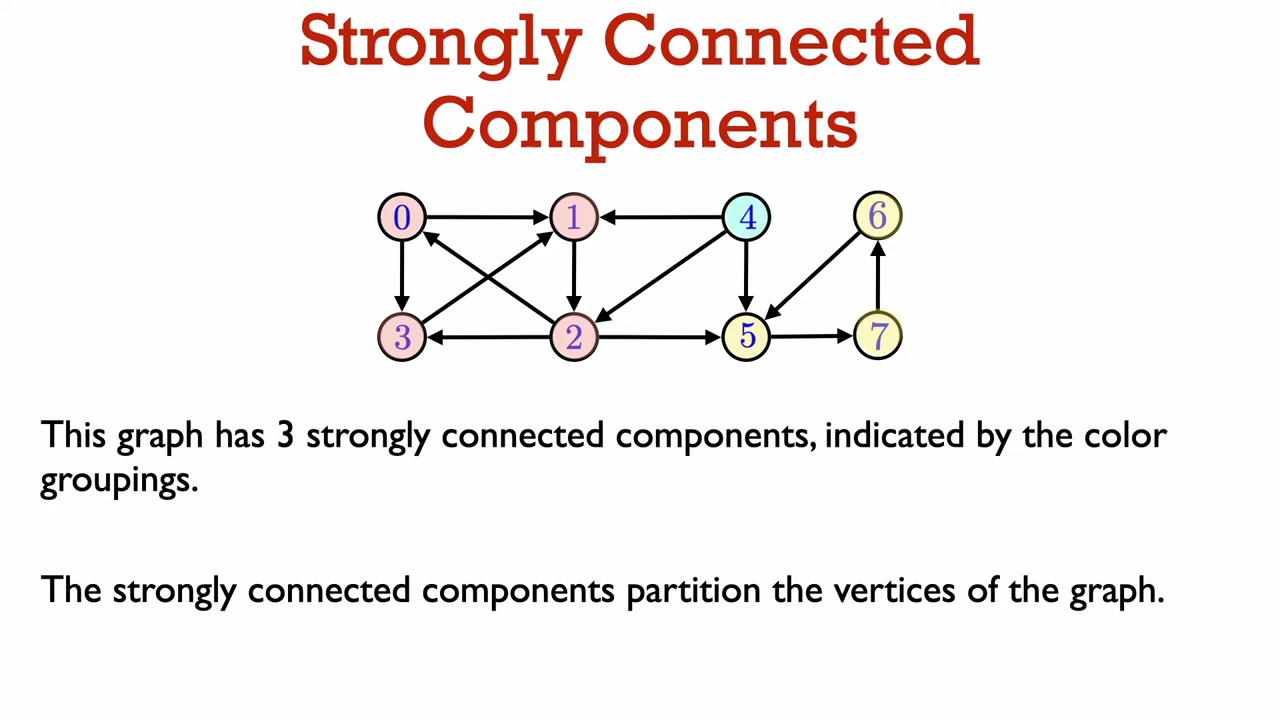 Strongly Connected
Components
0 1 4 6
3 2 5 7
This graph has 3 strongly connected components, indicated by the color
groupings.
The strongly connected components partition the vertices of the graph.